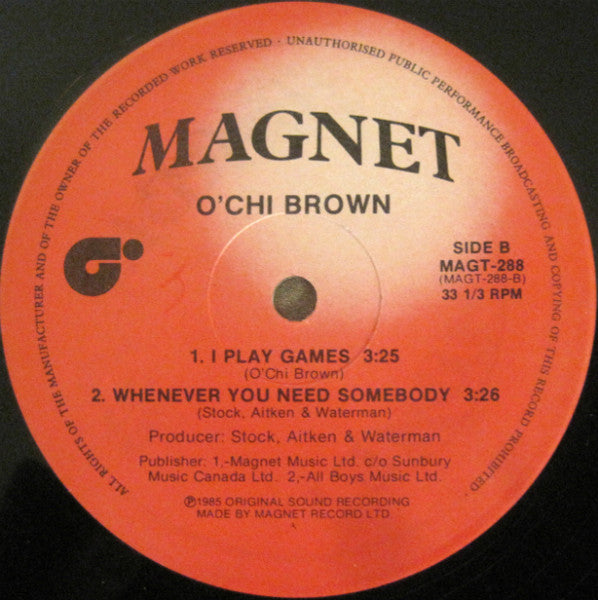 ALL RIGHTS OF THE MANUFACTURER AND OF THE OWNER OF THE RECORDED WORK RESERVED · UNAUTHORISED PUBLIC PERFORMANCE BROADCASTING AND COPYING OF THIS RECORD PROHIBITED
MAGNET
O'CHI BROWN
SIDE B
MAGT-288
(MAGT-288-B)
33 1/3 RPM
1. I PLAY GAMES 3:25
(O'Chi Brown)
2. WHENEVER YOU NEED SOMEBODY 3:26
(Stock, Aitken & Waterman)
Producer: Stock, Aitken & Waterman
Publisher: 1,-Magnet Music Ltd. c/o Sunbury
Music Canada Ltd. 2,-All Boys Music Ltd.
℗1985 ORIGINAL SOUND RECORDING
MADE BY MAGNET RECORD LTD.